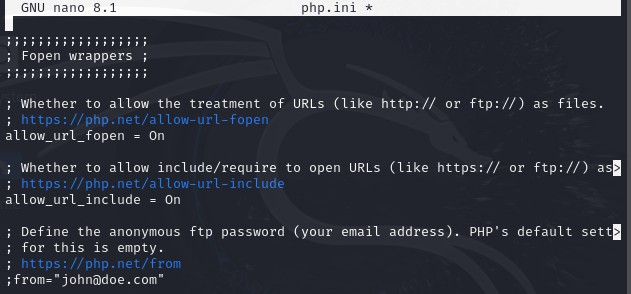 GNU nano 8.1 php.ini *
;;;;;;;;;;;;;;;;;;
; Fopen wrappers ;
;;;;;;;;;;;;;;;;;;
; Whether to allow the treatment of URLs (like http:// or ftp://) as files.
; https://php.net/allow-url-fopen
allow_url_fopen = On
; Whether to allow include/require to open URLs (like https:// or ftp://) as>
; https://php.net/allow-url-include
allow_url_include = On
; Define the anonymous ftp password (your email address). PHP's default sett>
; for this is empty.
; https://php.net/from
;from="john@doe.com"